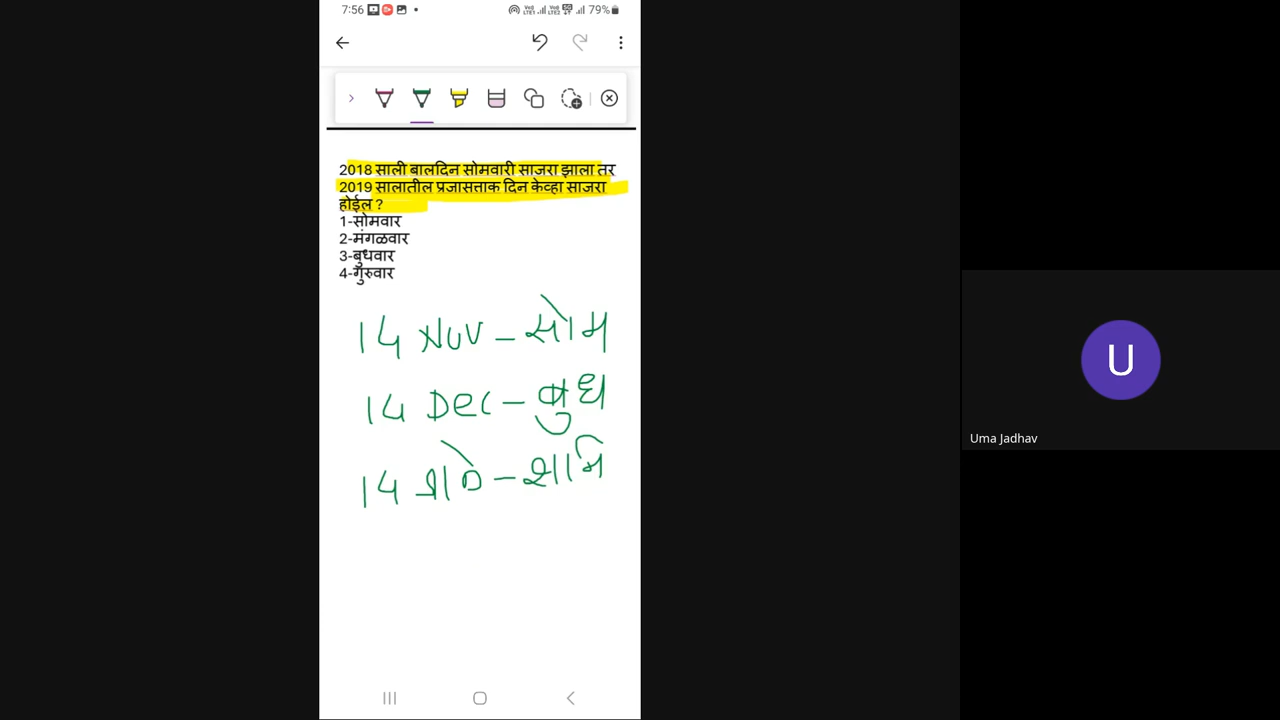 7:56
79%
2018 साली बालदिन सोमवारी साजरा झाला तर
2019 सालातील प्रजासत्ताक दिन केव्हा साजरा
होईल ?
1-सोमवार
2-मंगळवार
3-बुधवार
4-गुरुवार
14 Nov - सोम
14 Dec - बुध
14 - शनि
U
Uma Jadhav